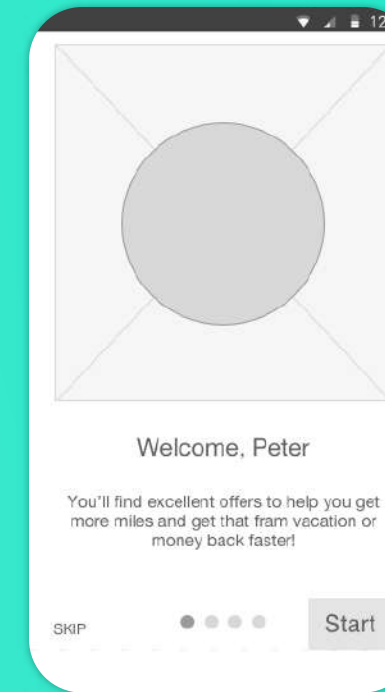 12
Welcome, Peter
You'll find excellent offers to help you get
more miles and get that fram vacation or
money back faster!
SKIP
Start